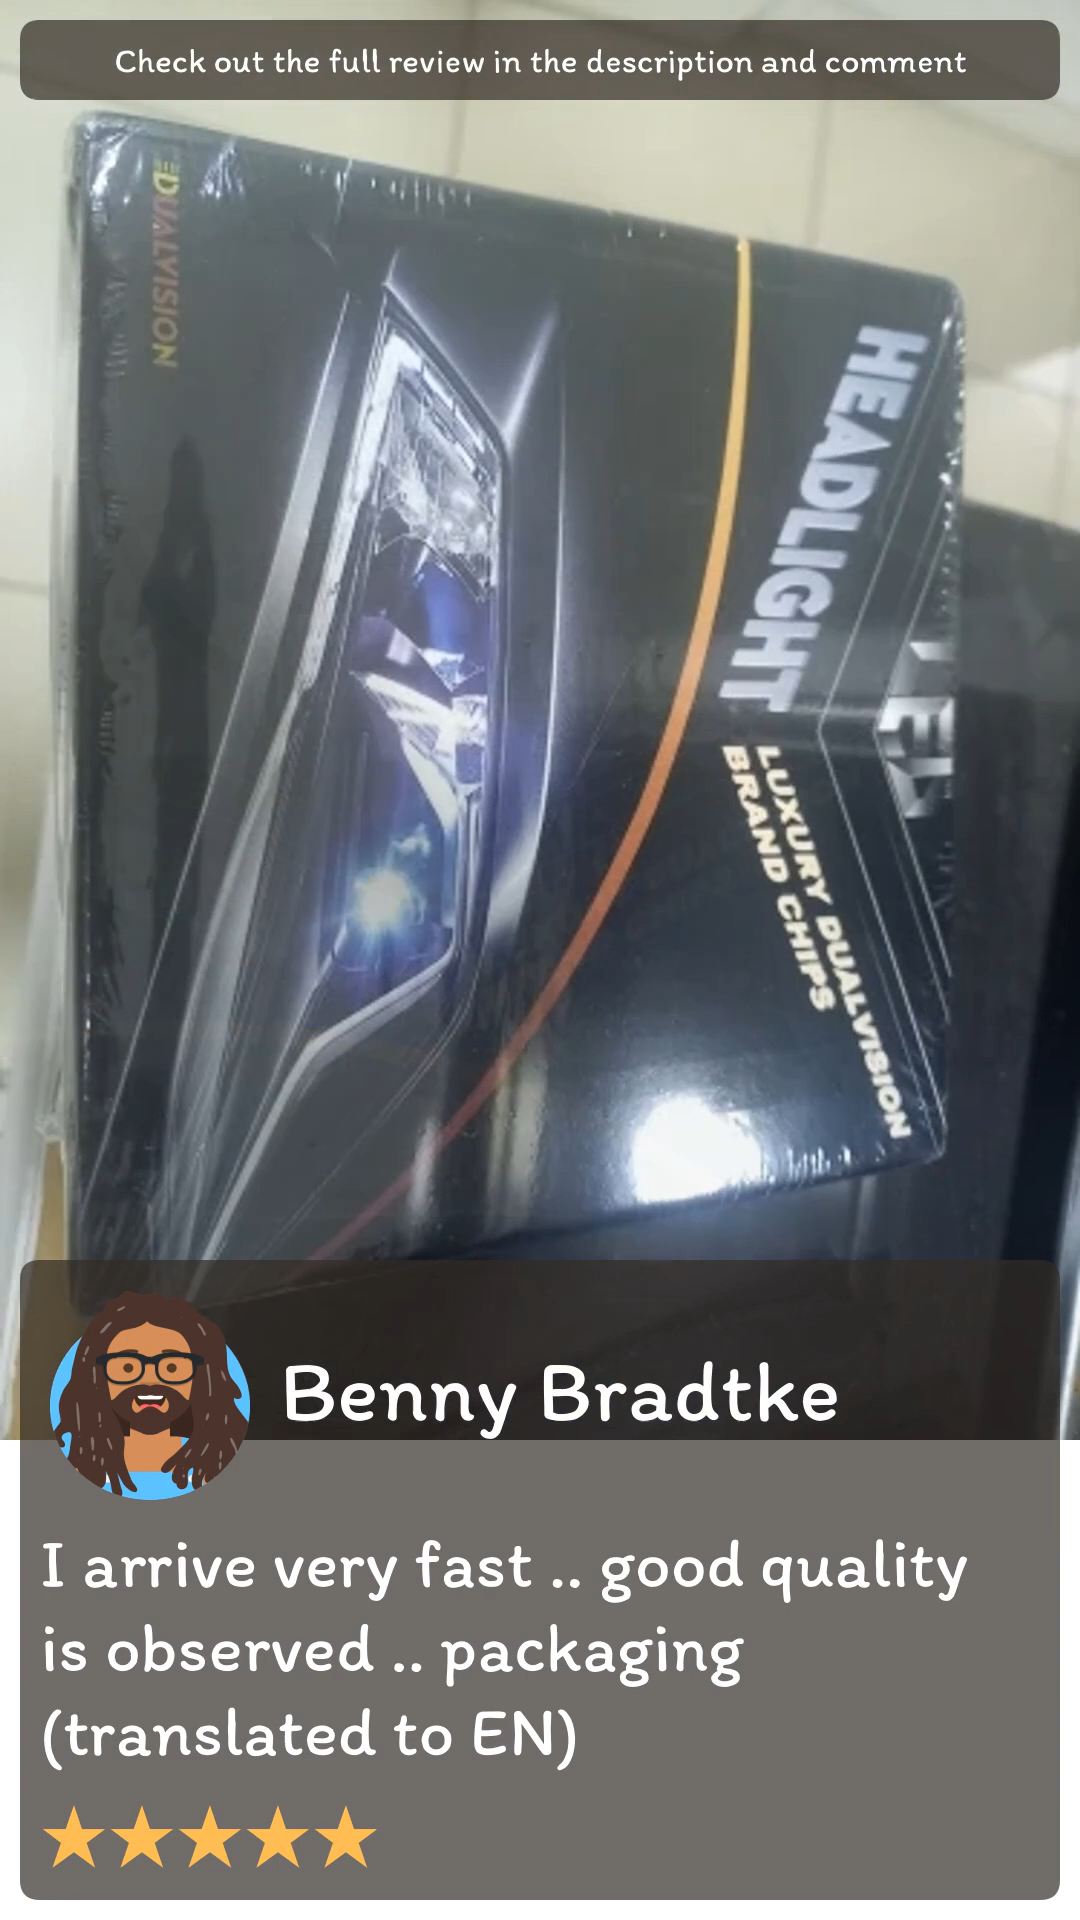 Check out the full review in the description and comment
DUALVISION
HEADLIGHT
LUXURY DUALVISION
BRAND CHIPS
Benny Bradtke
I arrive very fast .. good quality
is observed .. packaging
(translated to EN)